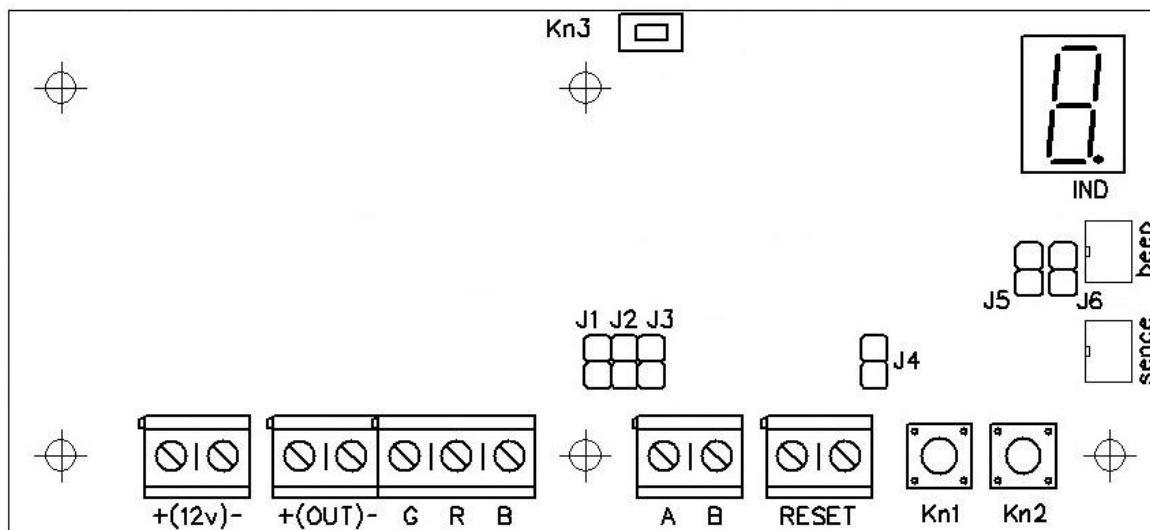 Kn3
IND
beep
J5 J6
J1 J2 J3
J4
sence
+(12v)- +(OUT)- G R B A B RESET Kn1 Kn2